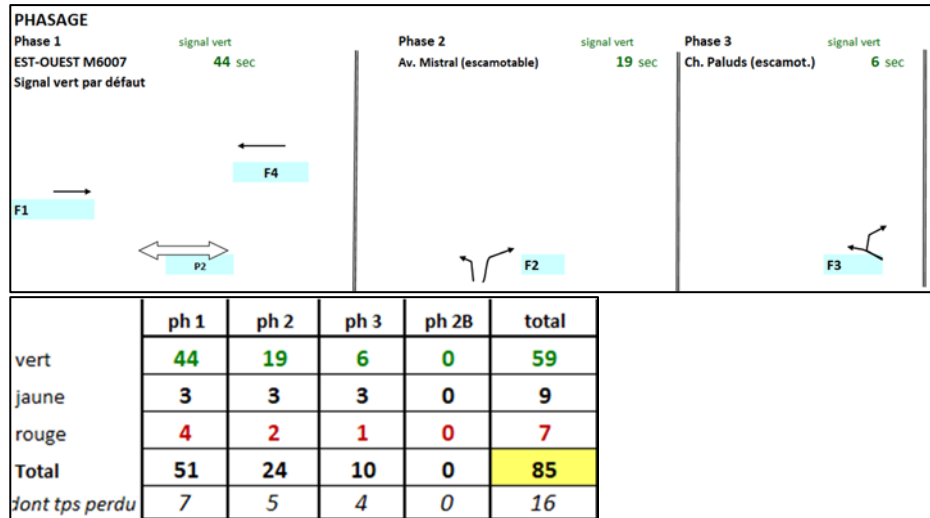 PHASAGE
Phase 1 signal vert Phase 2 signal vert Phase 3 signal vert
EST-OUEST M6007 44 sec Av. Mistral (escamotable) 19 sec Ch. Paluds (escamot.) 6 sec
Signal vert par défaut
F4
F1
P2 F2 F3
ph 1 ph 2 ph 3 ph 2B total
vert 44 19 6 0 59
jaune 3 3 3 0 9
rouge 4 2 1 0 7
Total 51 24 10 0 85
dont tps perdu 7 5 4 0 16